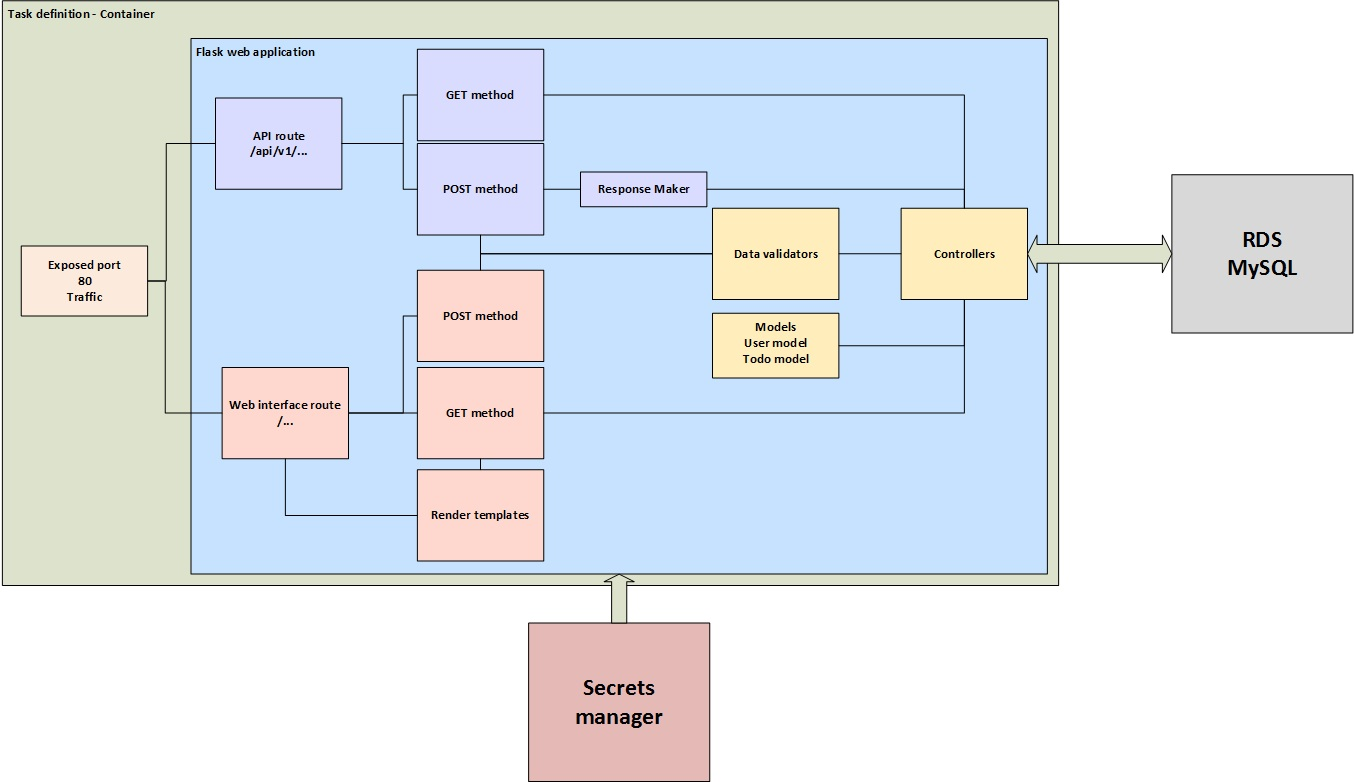 Task definition - Container
Flask web application
GET method
API route
/api/v1/...
POST method
Response Maker
Data validators
Controllers
RDS
MySQL
Exposed port
80
Traffic
POST method
Models
User model
Todo model
Web interface route
/...
GET method
Render templates
Secrets
manager